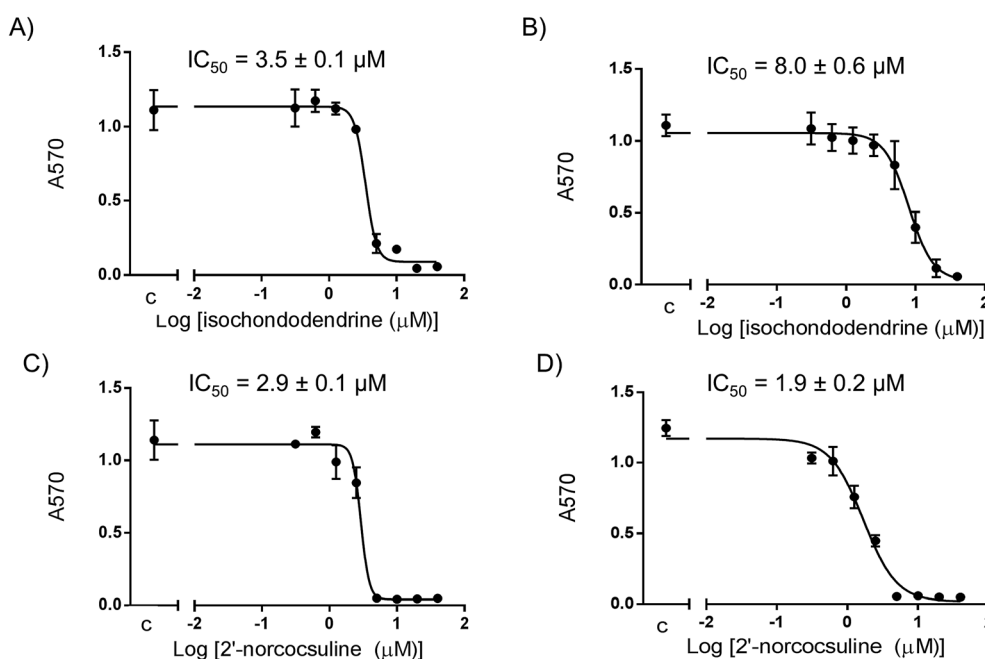 A)
IC50 = 3.5 ± 0.1 µM
1.5
1.0
0.5
0.0
A570
C
-2
-1
0
1
2
Log [isochondodendrine (µM)]
B)
IC50 = 8.0 ± 0.6 µM
1.5
1.0
0.5
0.0
A570
C
-2
-1
0
1
2
Log [isochondodendrine (µM)]
C)
IC50 = 2.9 ± 0.1 µM
1.5
1.0
0.5
0.0
A570
C
-2
-1
0
1
2
Log [2'-norcocsuline (µM)]
D)
IC50 = 1.9 ± 0.2 µM
1.5
1.0
0.5
0.0
A570
C
-2
-1
0
1
Log [2'-norcocsuline (µM)]